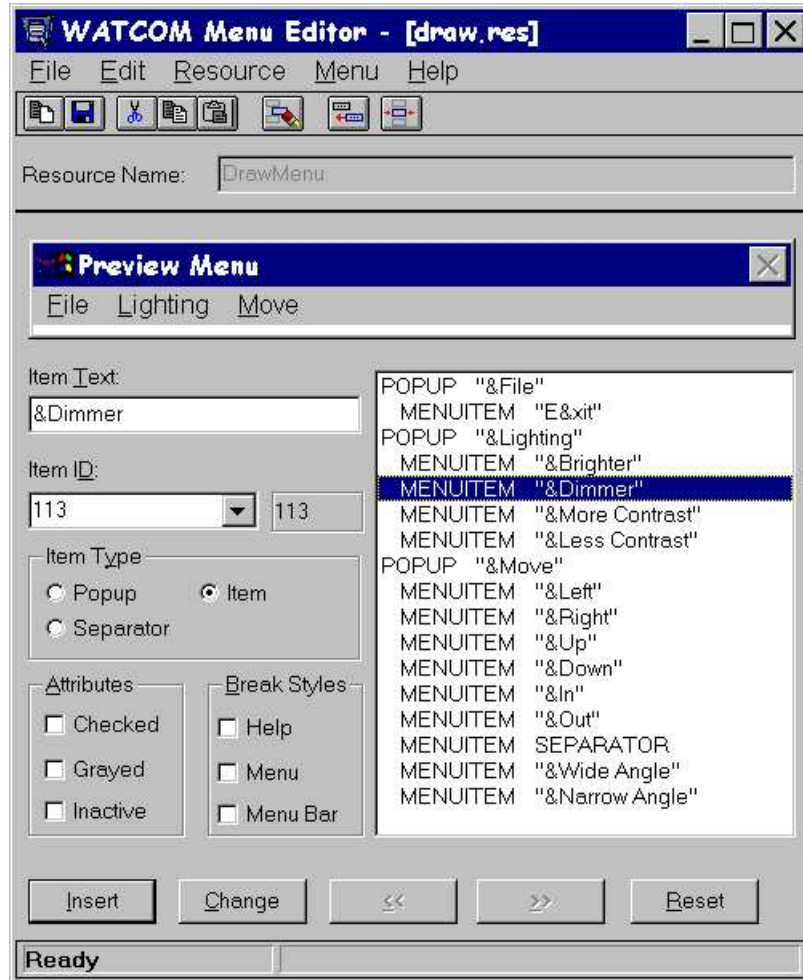 WATCOM Menu Editor - [draw.res]
File Edit Resource Menu Help
Resource Name: DrawMenu
Preview Menu
File Lighting Move
Item Text:
&Dimmer
Item ID:
113 113
Item Type
Popup Item
Separator
Attributes
Checked
Grayed
Inactive
Break Styles
Help
Menu
Menu Bar
POPUP "&File"
MENUITEM "E&xit"
POPUP "&Lighting"
MENUITEM "&Brighter"
MENUITEM "&Dimmer"
MENUITEM "&More Contrast"
MENUITEM "&Less Contrast"
POPUP "&Move"
MENUITEM "&Left"
MENUITEM "&Right"
MENUITEM "&Up"
MENUITEM "&Down"
MENUITEM "&In"
MENUITEM "&Out"
MENUITEM SEPARATOR
MENUITEM "&Wide Angle"
MENUITEM "&Narrow Angle"
Insert Change << >> Reset
Ready